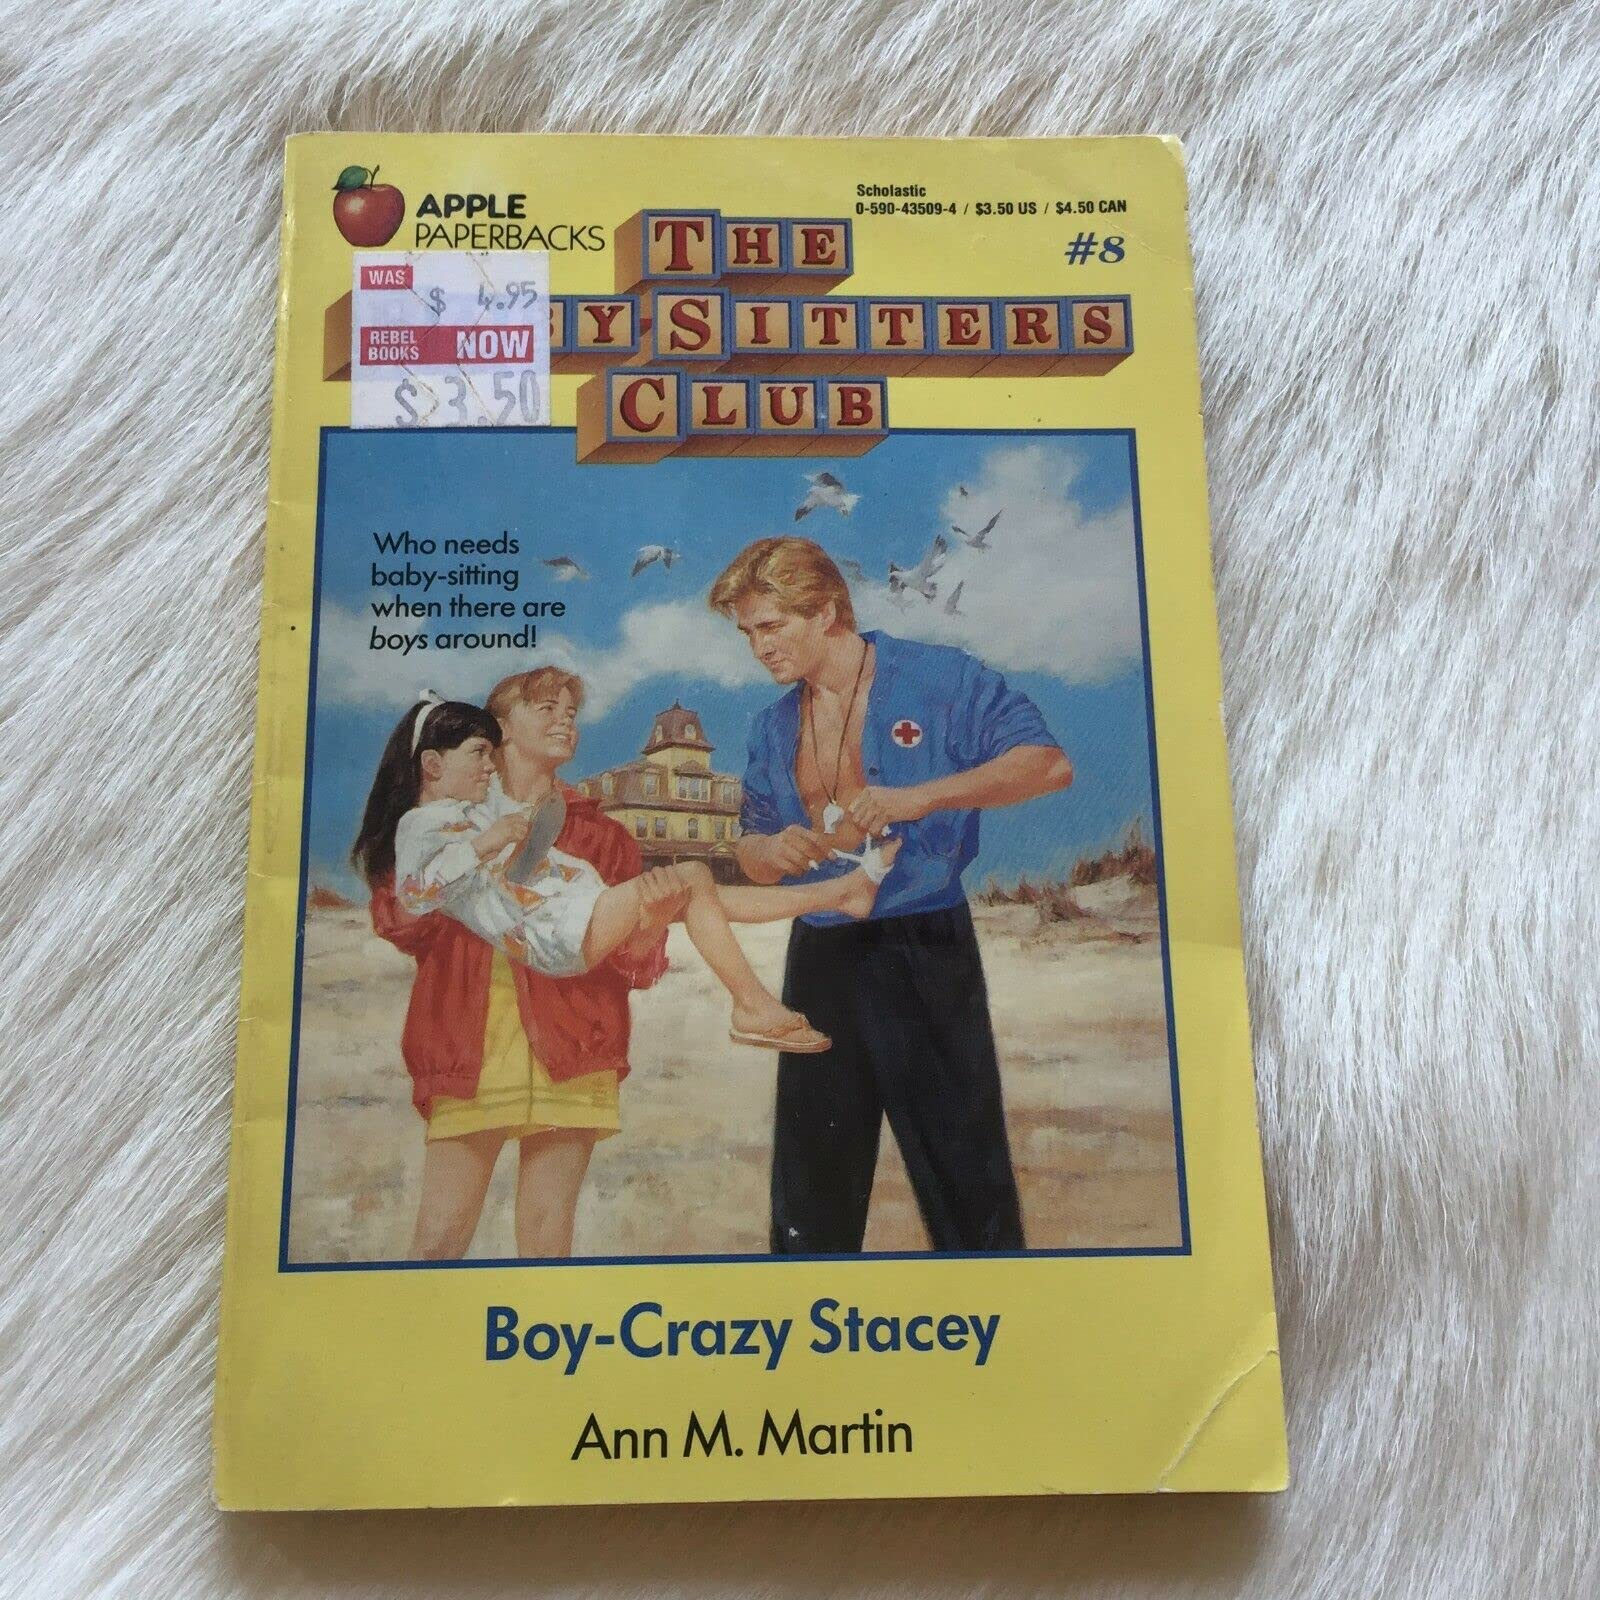 APPLE
PAPERBACKS
Scholastic
0-590-43509-4 / $3.50 US / $4.50 CAN
#8
THE
BY-SITTERS
CLUB
WAS
$ 4.95
REBEL
BOOKS NOW
$ 3.50
Who needs
baby-sitting
when there are
boys around!
Boy-Crazy Stacey
Ann M. Martin